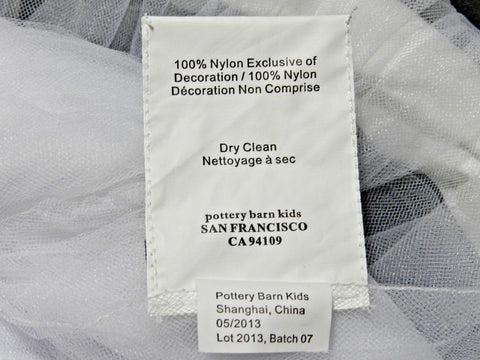 100% Nylon Exclusive of
Decoration / 100% Nylon
Décoration Non Comprise
Dry Clean
Nettoyage à sec
pottery barn kids
SAN FRANCISCO
CA 94109
Pottery Barn Kids
Shanghai, China
05/2013
Lot 2013, Batch 07